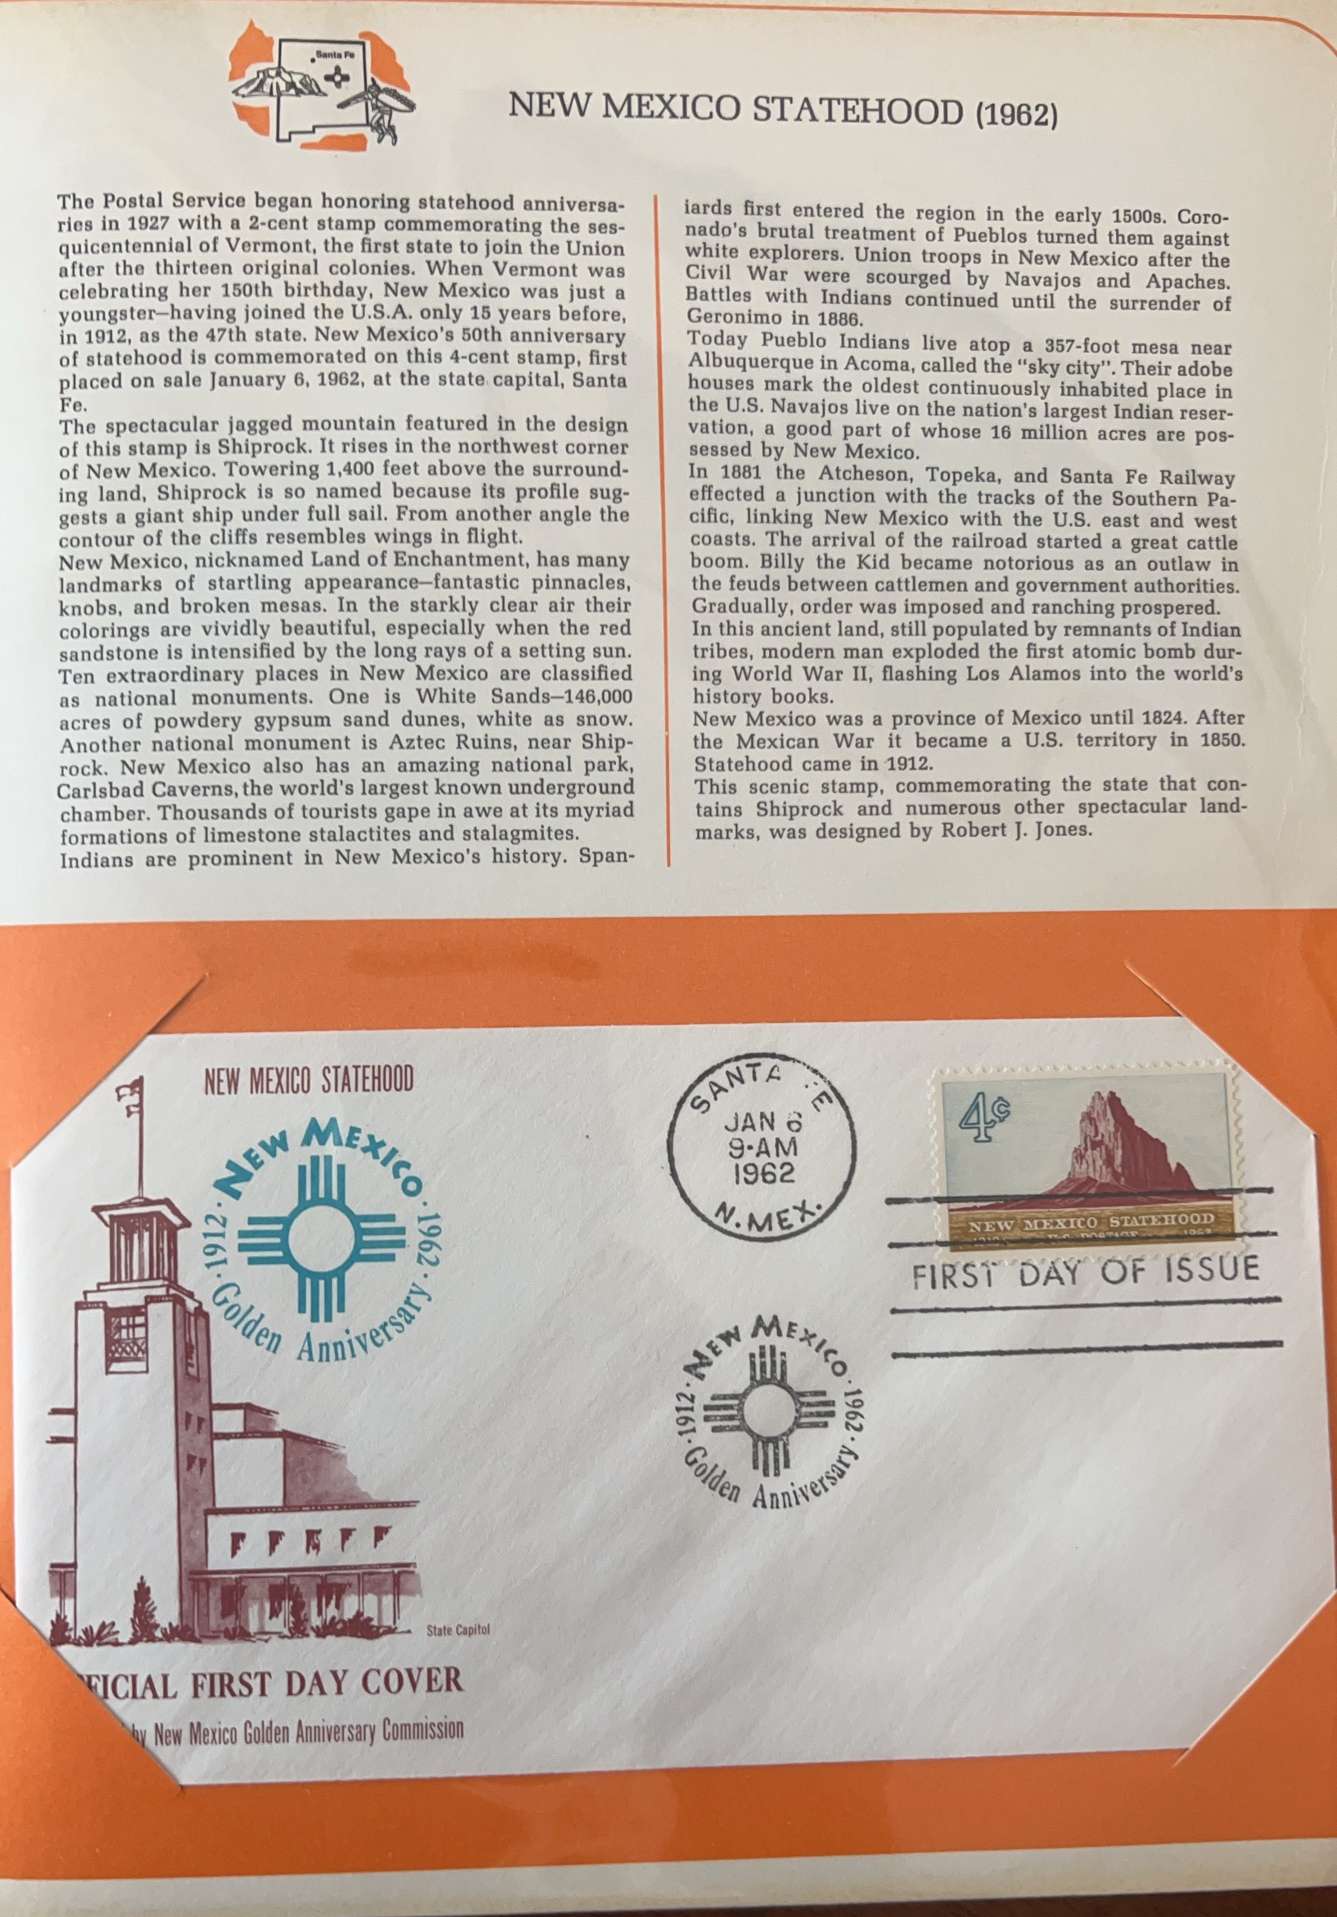 Santa Fe
NEW MEXICO STATEHOOD (1962)
The Postal Service began honoring statehood anniversa-
ries in 1927 with a 2-cent stamp commemorating the ses-
quicentennial of Vermont, the first state to join the Union
after the thirteen original colonies. When Vermont was
celebrating her 150th birthday, New Mexico was just a
youngster—having joined the U.S.A. only 15 years before,
in 1912, as the 47th state. New Mexico's 50th anniversary
of statehood is commemorated on this 4-cent stamp, first
placed on sale January 6, 1962, at the state capital, Santa
Fe.
The spectacular jagged mountain featured in the design
of this stamp is Shiprock. It rises in the northwest corner
of New Mexico. Towering 1,400 feet above the surround-
ing land, Shiprock is so named because its profile sug-
gests a giant ship under full sail. From another angle the
contour of the cliffs resembles wings in flight.
New Mexico, nicknamed Land of Enchantment, has many
landmarks of startling appearance—fantastic pinnacles,
knobs, and broken mesas. In the starkly clear air their
colorings are vividly beautiful, especially when the red
sandstone is intensified by the long rays of a setting sun.
Ten extraordinary places in New Mexico are classified
as national monuments. One is White Sands—146,000
acres of powdery gypsum sand dunes, white as snow.
Another national monument is Aztec Ruins, near Ship-
rock. New Mexico also has an amazing national park,
Carlsbad Caverns, the world's largest known underground
chamber. Thousands of tourists gape in awe at its myriad
formations of limestone stalactites and stalagmites.
Indians are prominent in New Mexico's history. Span-
iards first entered the region in the early 1500s. Coro-
nado's brutal treatment of Pueblos turned them against
white explorers. Union troops in New Mexico after the
Civil War were scourged by Navajos and Apaches.
Battles with Indians continued until the surrender of
Geronimo in 1886.
Today Pueblo Indians live atop a 357-foot mesa near
Albuquerque in Acoma, called the "sky city". Their adobe
houses mark the oldest continuously inhabited place in
the U.S. Navajos live on the nation's largest Indian reser-
vation, a good part of whose 16 million acres are pos-
sessed by New Mexico.
In 1881 the Atcheson, Topeka, and Santa Fe Railway
effected a junction with the tracks of the Southern Pa-
cific, linking New Mexico with the U.S. east and west
coasts. The arrival of the railroad started a great cattle
boom. Billy the Kid became notorious as an outlaw in
the feuds between cattlemen and government authorities.
Gradually, order was imposed and ranching prospered.
In this ancient land, still populated by remnants of Indian
tribes, modern man exploded the first atomic bomb dur-
ing World War II, flashing Los Alamos into the world's
history books.
New Mexico was a province of Mexico until 1824. After
the Mexican War it became a U.S. territory in 1850.
Statehood came in 1912.
This scenic stamp, commemorating the state that con-
tains Shiprock and numerous other spectacular land-
marks, was designed by Robert J. Jones.
NEW MEXICO STATEHOOD
NEW MEXICO
· 1912 ·
· 1962 ·
Golden Anniversary
State Capitol
FICIAL FIRST DAY COVER
by New Mexico Golden Anniversary Commission
SANTA FE
JAN 6
9-AM
1962
N. MEX.
4¢
NEW MEXICO STATEHOOD
U.S. POSTAGE
FIRST DAY OF ISSUE
NEW MEXICO
· 1912 ·
· 1962 ·
Golden Anniversary